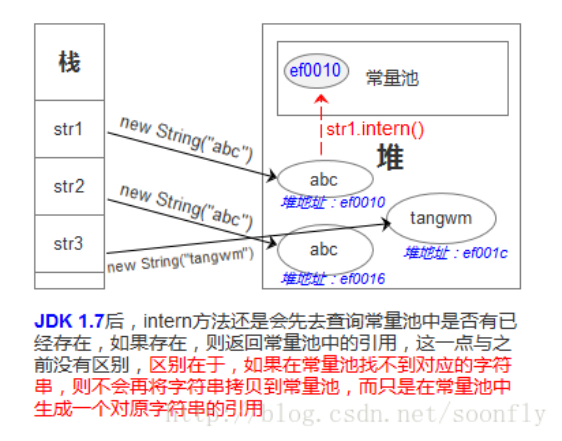 栈
str1
str2
str3
new String("abc")
new String("abc")
new String("tangwm")
ef0010
常量池
str1.intern()
堆
abc
堆地址：ef0010
tangwm
堆地址：ef001c
abc
堆地址：ef0016
JDK 1.7后，intern方法还是会先去查询常量池中是否有已
经存在，如果存在，则返回常量池中的引用，这一点与之
前没有区别，区别在于，如果在常量池找不到对应的字符
串，则不会再将字符串拷贝到常量池，而只是在常量池中
生成一个对原字符串的引用
http://blog.csdn.net/soonfly